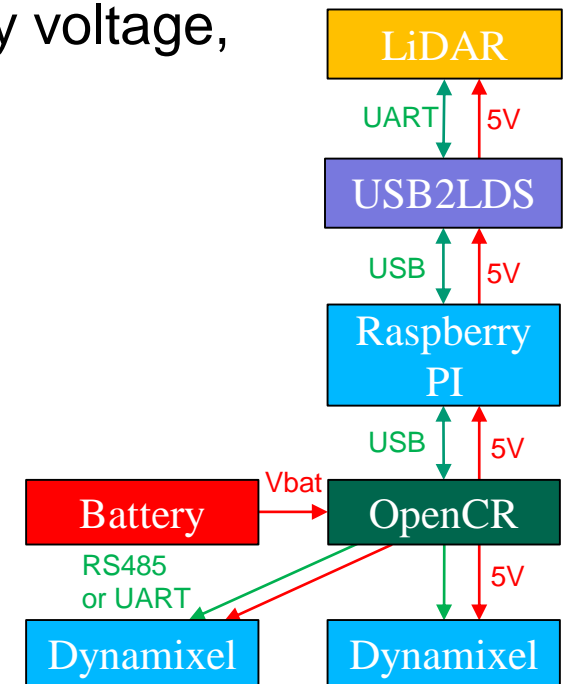 y voltage,
LiDAR
UART
5V
USB2LDS
USB
5V
Raspberry
PI
USB
5V
Vbat
Battery
OpenCR
RS485
or UART
5V
Dynamixel
Dynamixel